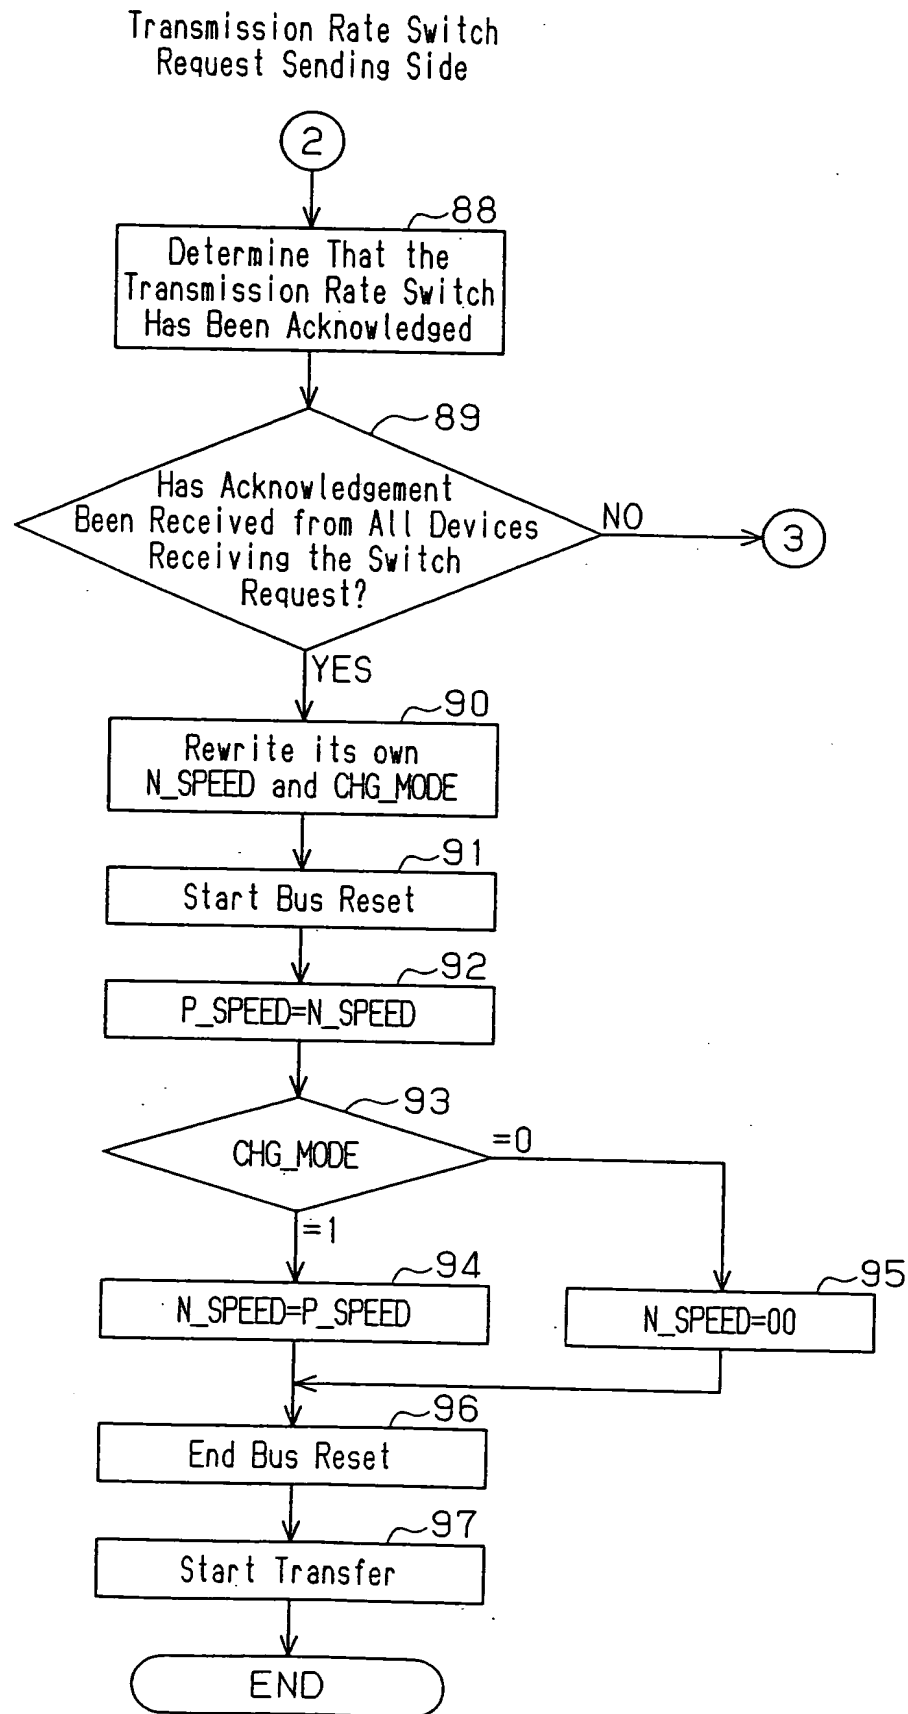 Transmission Rate Switch
Request Sending Side
2
88
Determine That the
Transmission Rate Switch
Has Been Acknowledged
89
Has Acknowledgement
Been Received from All Devices
Receiving the Switch
Request?
NO
3
YES
90
Rewrite its own
N_SPEED and CHG_MODE
91
Start Bus Reset
92
P_SPEED=N_SPEED
93
CHG_MODE
=0
=1
94
N_SPEED=P_SPEED
95
N_SPEED=00
96
End Bus Reset
97
Start Transfer
END